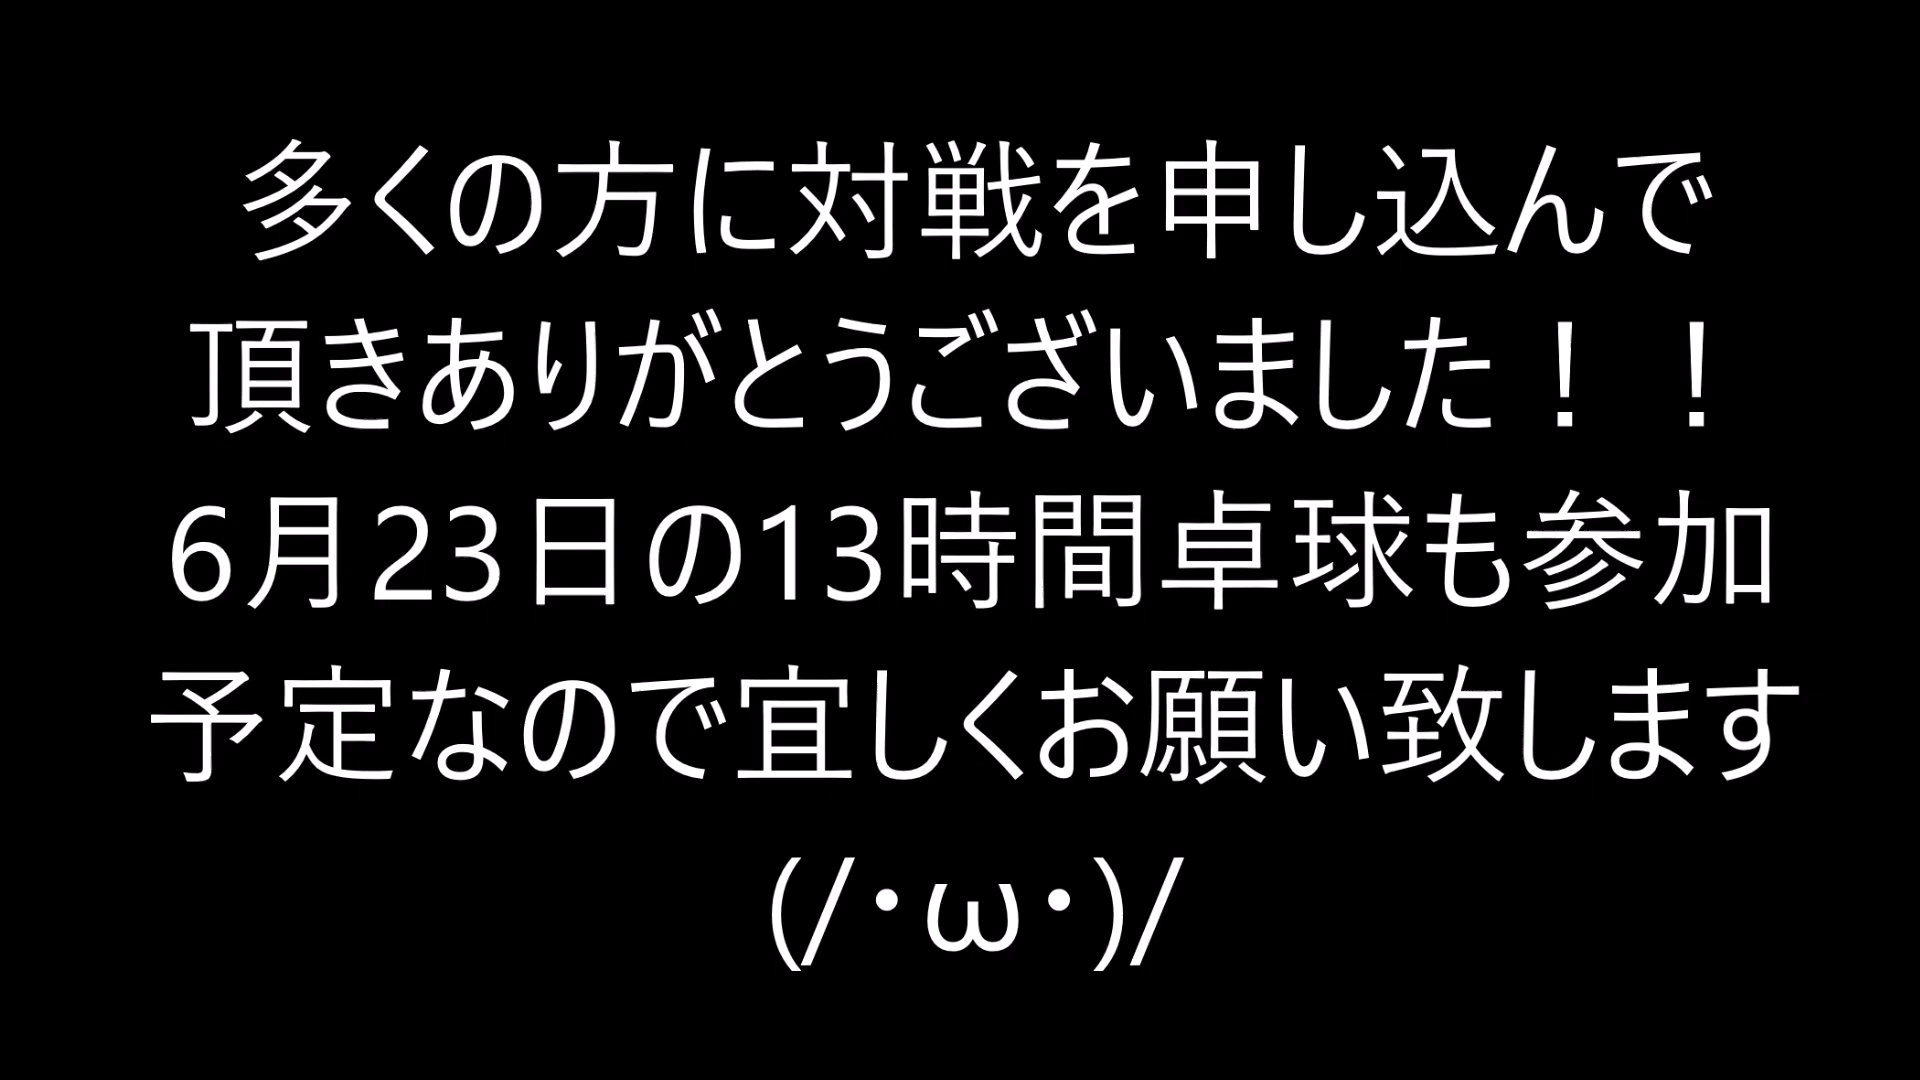 多くの方に対戦を申し込んで
頂きありがとうございました！！
6月23日の13時間卓球も参加
予定なので宜しくお願い致します
(/･ω･)/